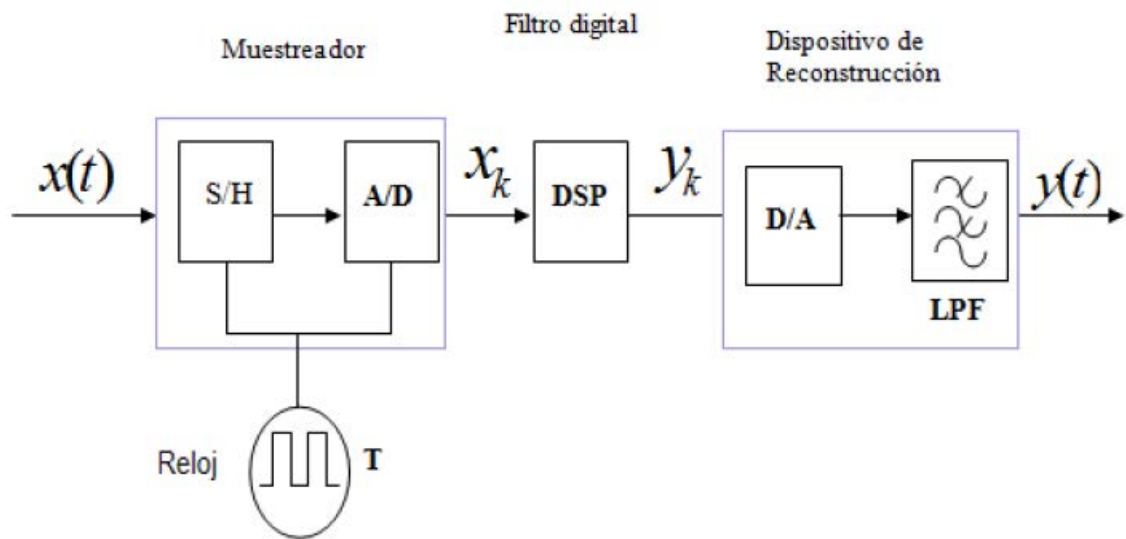 Filtro digital
Muestreador
Dispositivo de
Reconstrucción
x(t)
S/H
A/D
x_k
DSP
y_k
D/A
LPF
y(t)
Reloj
T